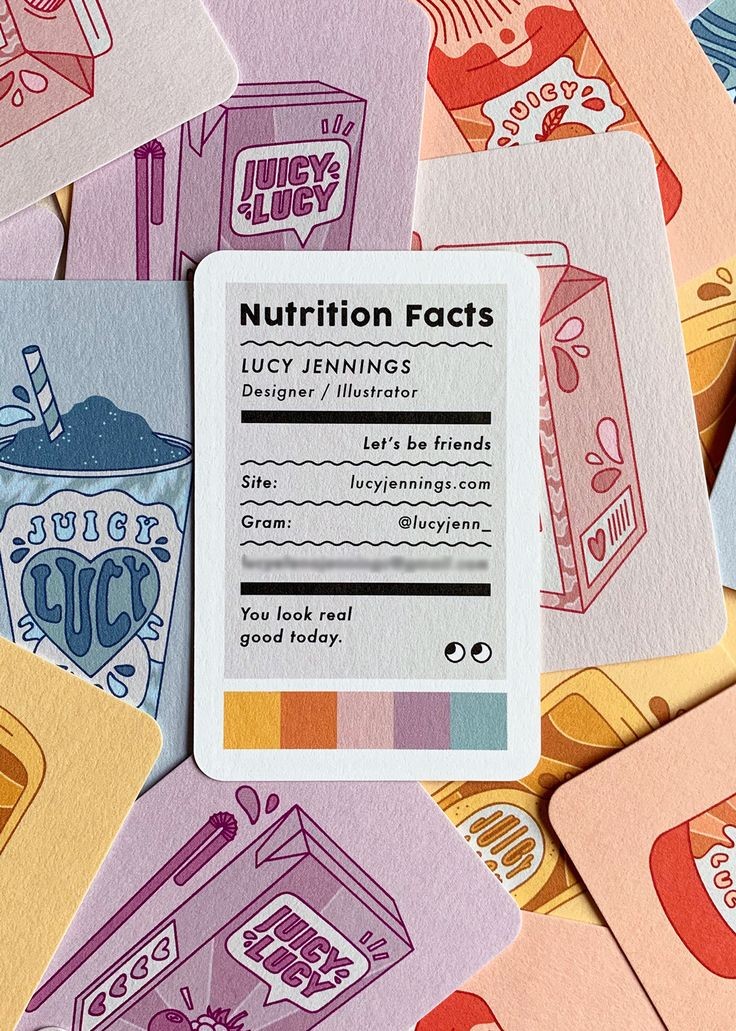 JUICY
JUICY
LUCY
Nutrition Facts
LUCY JENNINGS
Designer / Illustrator
Let's be friends
Site: lucyjennings.com
Gram: @lucyjenn_
You look real
good today.
JUICY
LUCY
JUICY
JUICY
LUCY
LUC